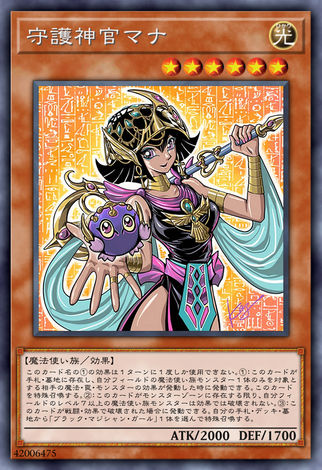 守護神官マナ
光
【魔法使い族／効果】
このカード名の①の効果は１ターンに１度しか使用できない。①：このカードが
手札・墓地に存在し、自分フィールドの魔法使い族モンスター１体のみを対象と
する相手の魔法・罠・モンスターの効果が発動した時に発動できる。このカード
を特殊召喚する。②：このカードがモンスターゾーンに存在する限り、自分フィー
ルドのレベル７以上の魔法使い族モンスターは効果では破壊されない。③：こ
のカードが戦闘・効果で破壊された場合に発動できる。自分の手札・デッキ・墓
地から「ブラック・マジシャン・ガール」１体を選んで特殊召喚する。
ATK/2000 DEF/1700
42006475